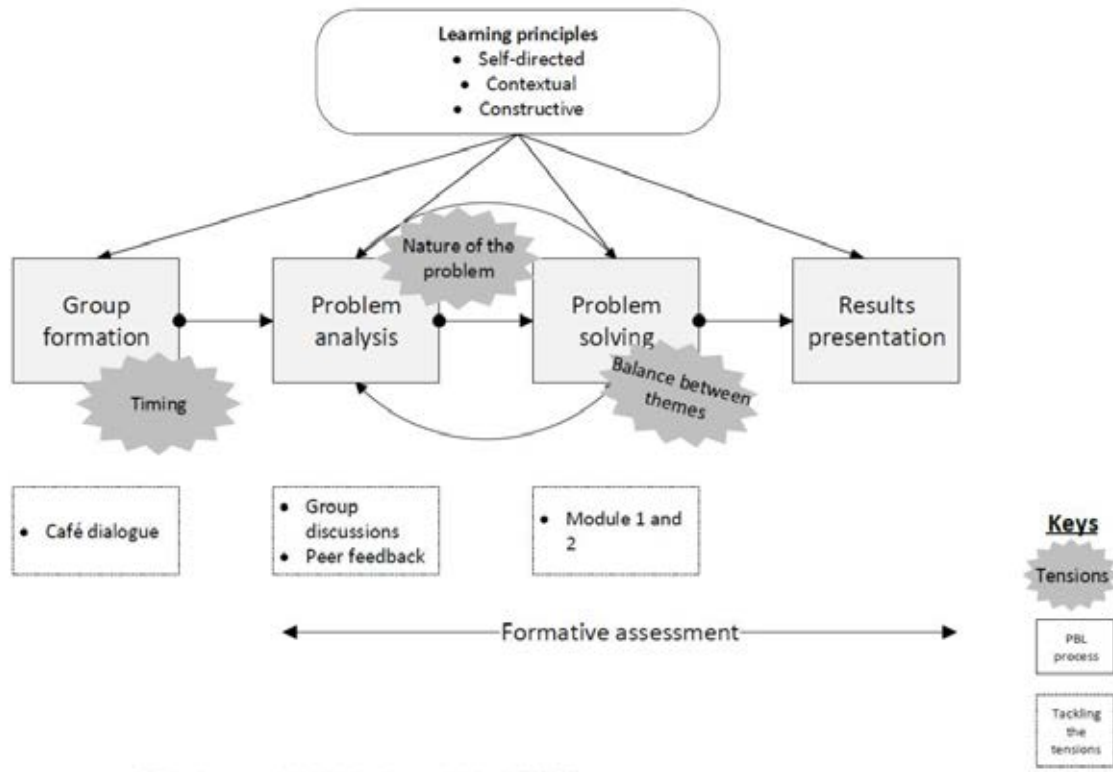 Learning principles
• Self-directed
• Contextual
• Constructive
Nature of the
problem
Group
formation
Problem
analysis
Problem
solving
Results
presentation
Timing
Balance between
themes
• Café dialogue
• Group
discussions
• Peer feedback
• Module 1 and
2
Formative assessment
Keys
Tensions
PBL
process
Tackling
the
tensions